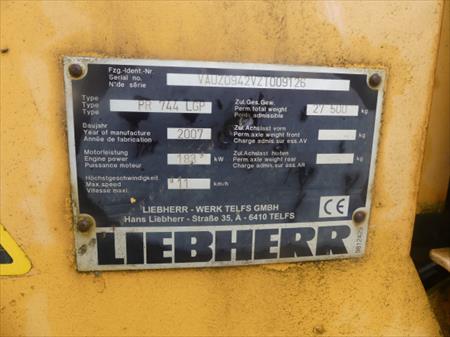 Fzg.-Ident.-Nr.
Serial no.
N°de série
VAUZ0942VZT009126
Type
Type
Type
PR 744 LGP
Zul.Ges.Gew.
Perm.total weight
Poids admissible
27 500 kg
Baujahr
Year of manufacture
Année de fabrication
2007
Zul.Achslast vorn
Perm.axle weight front
Charge admis.sur ess.AV
- kg
Motorleistung
Engine power
Puissance moteur
183 kW
Zul.Achslast hinten
Perm.axle weight rear
Charge admis.sur ess.AR
- kg
Höchstgeschwindigkeit
Max.speed
Vitesse maxi.
11 km/h
LIEBHERR - WERK TELFS GMBH
Hans Liebherr - Straße 35, A - 6410 TELFS
CE
LIEBHERR